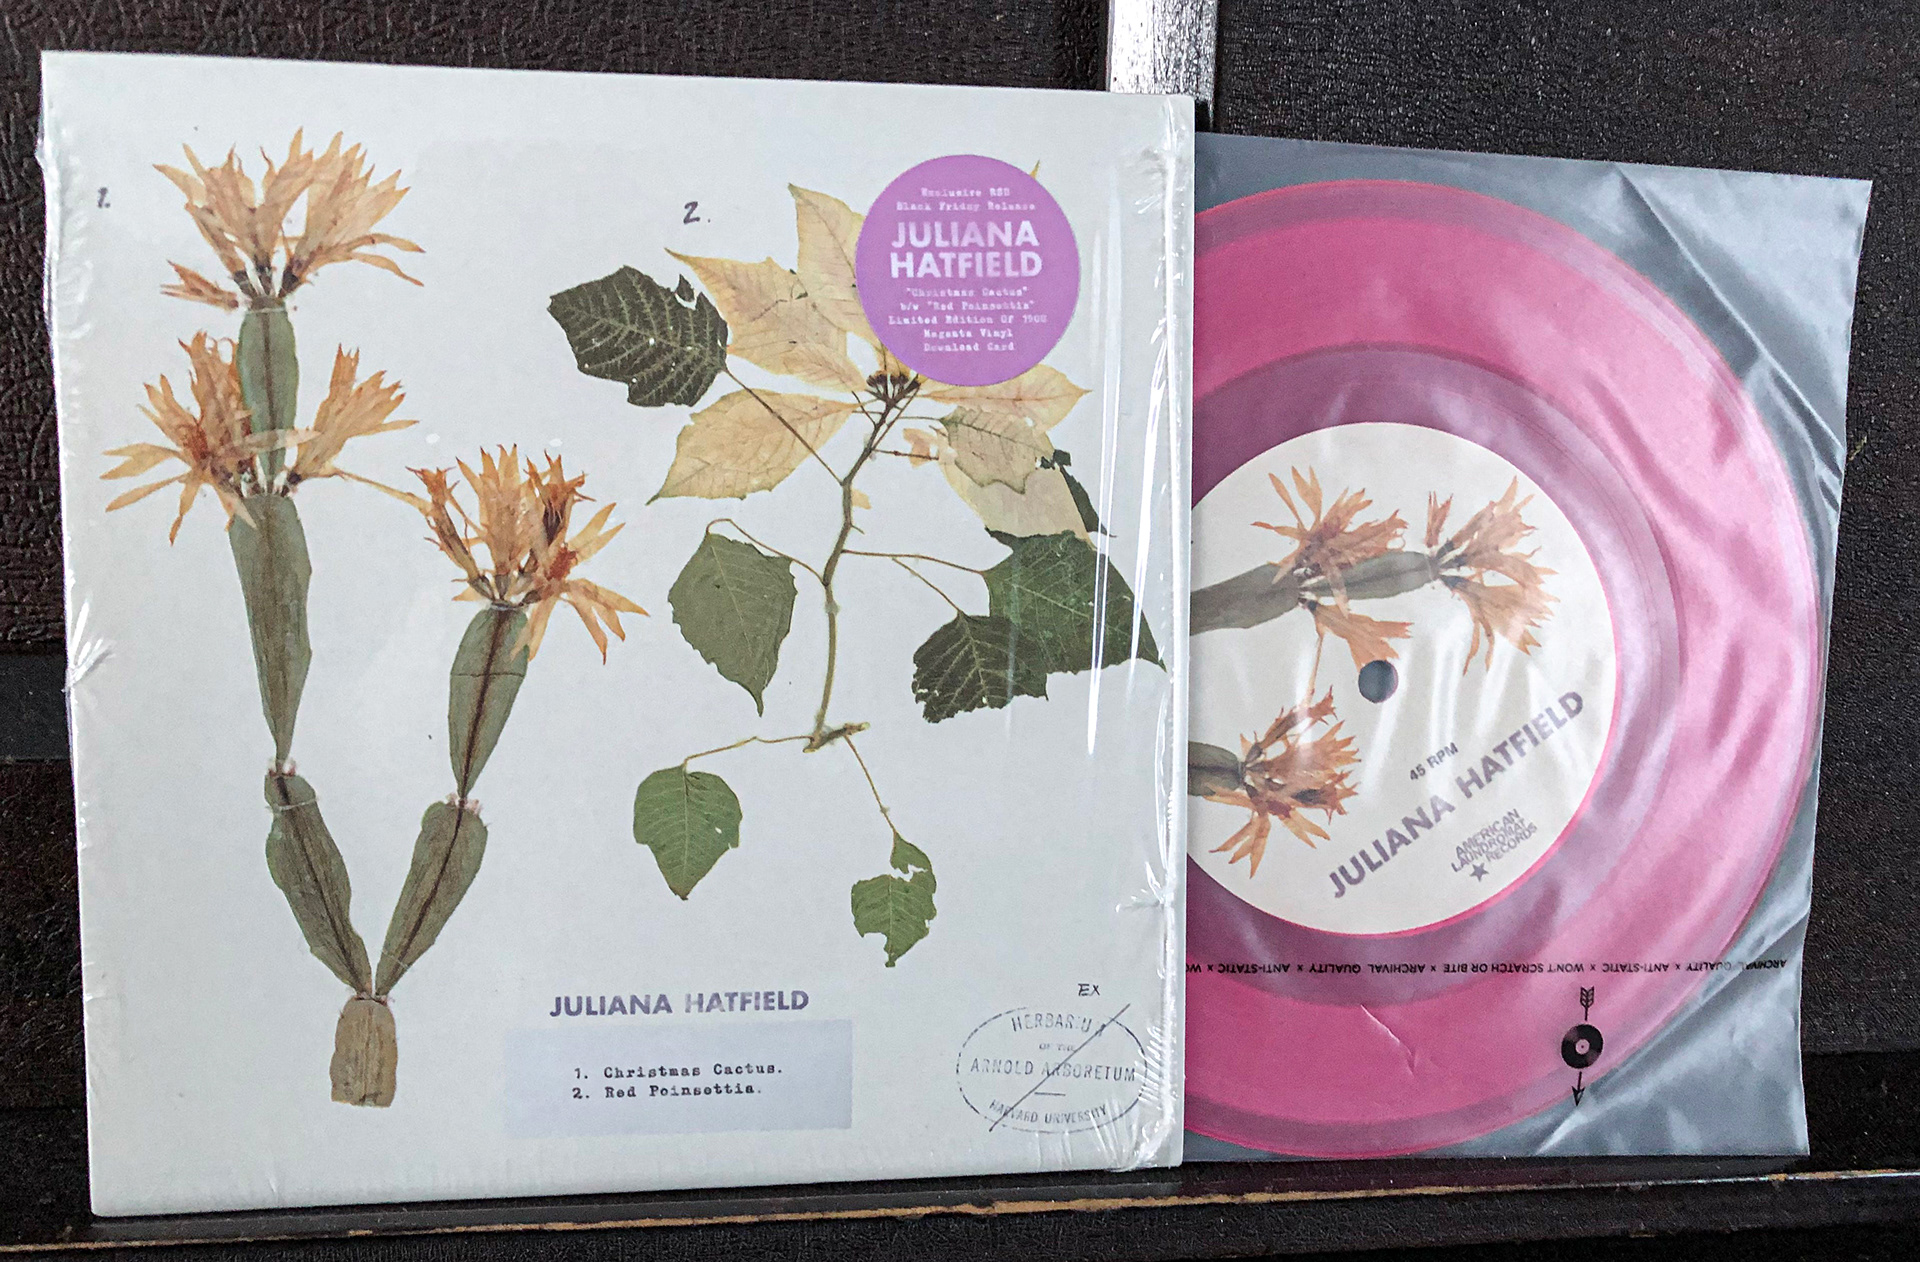 1.
2.
Exclusive RSD
Black Friday Release
JULIANA
HATFIELD
"Christmas Cactus"
b/w "Red Poinsettia"
Limited Edition Of
Magenta Vinyl
Download Card
JULIANA HATFIELD
1. Christmas Cactus.
2. Red Poinsettia.
EX
HERBARIUM
OF THE
ARNOLD ARBORETUM
HARVARD UNIVERSITY
45 RPM
JULIANA HATFIELD
AMERICAN
LAUNDROMAT
RECORDS
ARCHIVAL QUALITY × ANTI-STATIC × WON'T SCRATCH OR BITE × ARCHIVAL QUALITY × ANTI-STATIC × WO